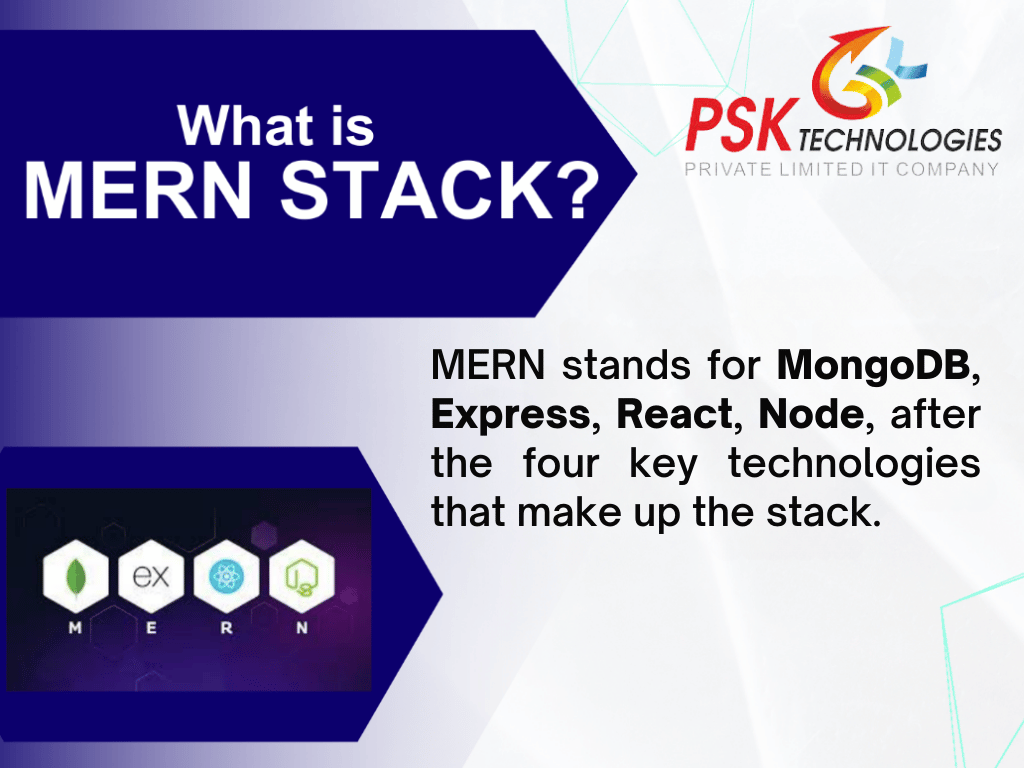 What is
MERN STACK?
PSK TECHNOLOGIES
PRIVATE LIMITED IT COMPANY
MERN stands for MongoDB,
Express, React, Node, after
the four key technologies
that make up the stack.
ex
M E R N